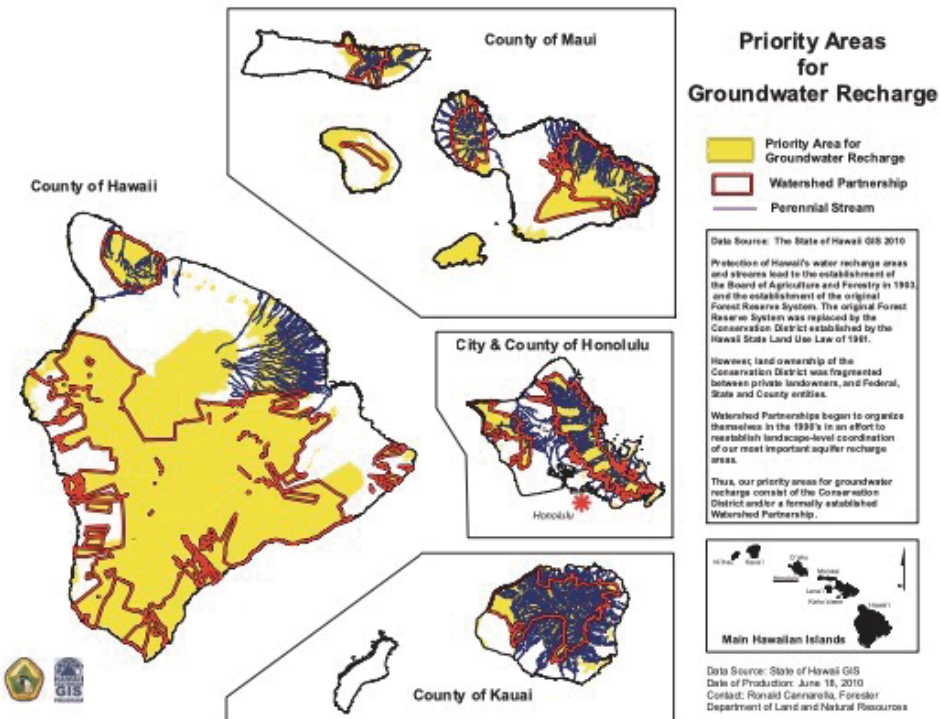 Priority Areas
for
Groundwater Recharge
Priority Area for
Groundwater Recharge
Watershed Partnership
Perennial Stream
County of Maui
County of Hawaii
City & County of Honolulu
Honolulu
County of Kauai
Data Source: The State of Hawaii GIS 2010
Protection of Hawaii's water recharge areas
and streams lead to the establishment of
the Board of Agriculture and Forestry in 1903,
and the establishment of the original
Forest Reserve System. The original Forest
Reserve System was replaced by the
Conservation District established by the
Hawaii State Land Use Law of 1961.
However, land ownership of the
Conservation District was fragmented
between private landowners, and Federal,
State and County entities.
Watershed Partnerships began to organize
themselves in the 1990's in an effort to
reestablish landscape-level coordination
of our most important aquifer recharge
areas.
Thus, our priority areas for groundwater
recharge consist of the Conservation
District and/or a formally established
Watershed Partnership.
Main Hawaiian Islands
GIS
PROGRAM
Data Source: State of Hawaii GIS
Date of Production: June 18, 2010
Contact: Ronald Cannarella, Forester
Department of Land and Natural Resources